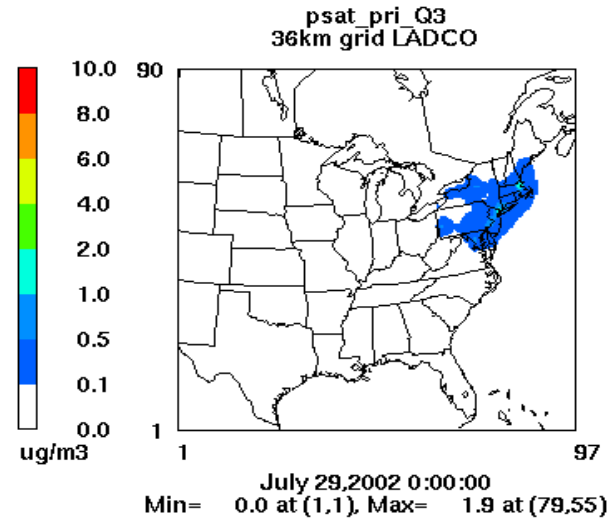 psat_pri_Q3
36km grid LADCO
10.0
8.0
6.0
4.0
2.0
1.0
0.5
0.1
0.0
ug/m3
90
1
1
97
July 29,2002 0:00:00
Min= 0.0 at (1,1), Max= 1.9 at (79,55)